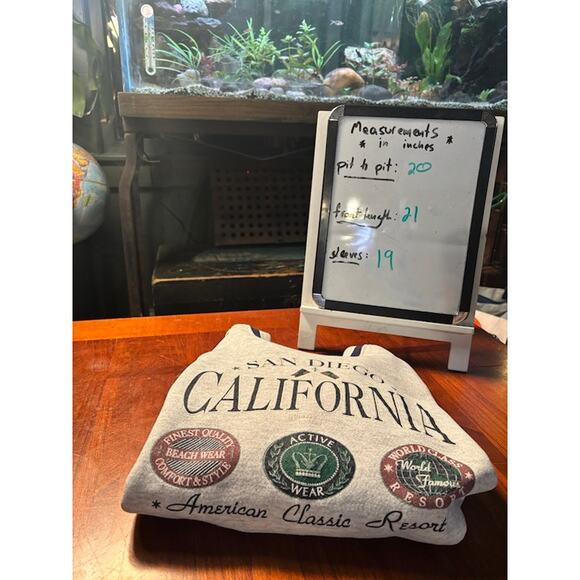 Measurements
* in inches *
pit to pit: 20
front length: 21
sleeves: 19
SAN DIEGO
CALIFORNIA
FINEST QUALITY
BEACH WEAR
COMFORT & STYLE
ACTIVE
WEAR
WORLD CLASS
World
Famous
RESORT
* American Classic Resort